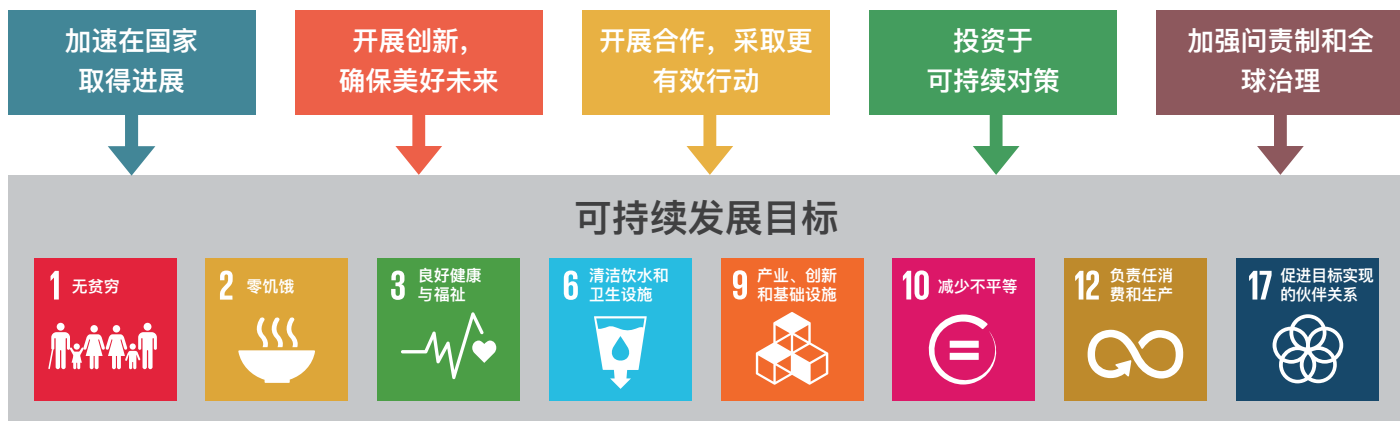 加速在国家
取得进展
开展创新，
确保美好未来
开展合作，采取更
有效行动
投资于
可持续对策
加强问责制和全
球治理
可持续发展目标
1 无贫穷
2 零饥饿
3 良好健康
与福祉
6 清洁饮水和
卫生设施
9 产业、创新
和基础设施
10 减少不平等
12 负责任消
费和生产
17 促进目标实现
的伙伴关系